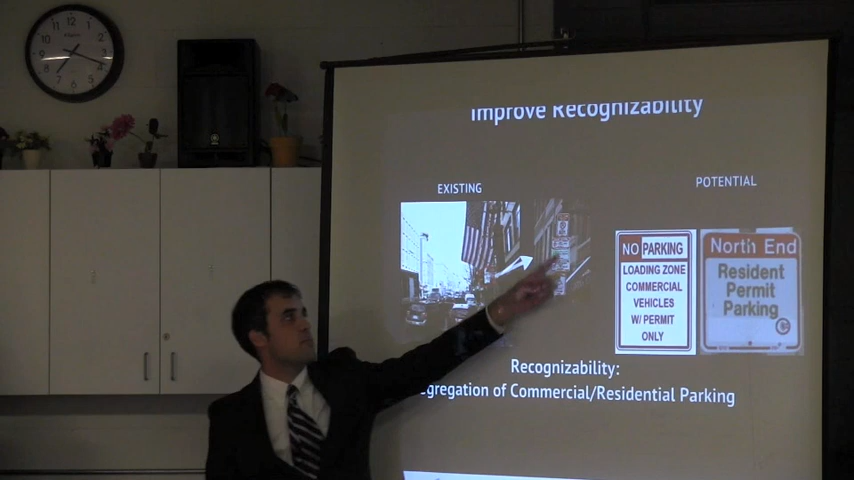 Improve Recognizability
EXISTING
POTENTIAL
NO PARKING
LOADING ZONE
COMMERCIAL
VEHICLES
W/ PERMIT
ONLY
North End
Resident
Permit
Parking
Recognizability:
egregation of Commercial/Residential Parking